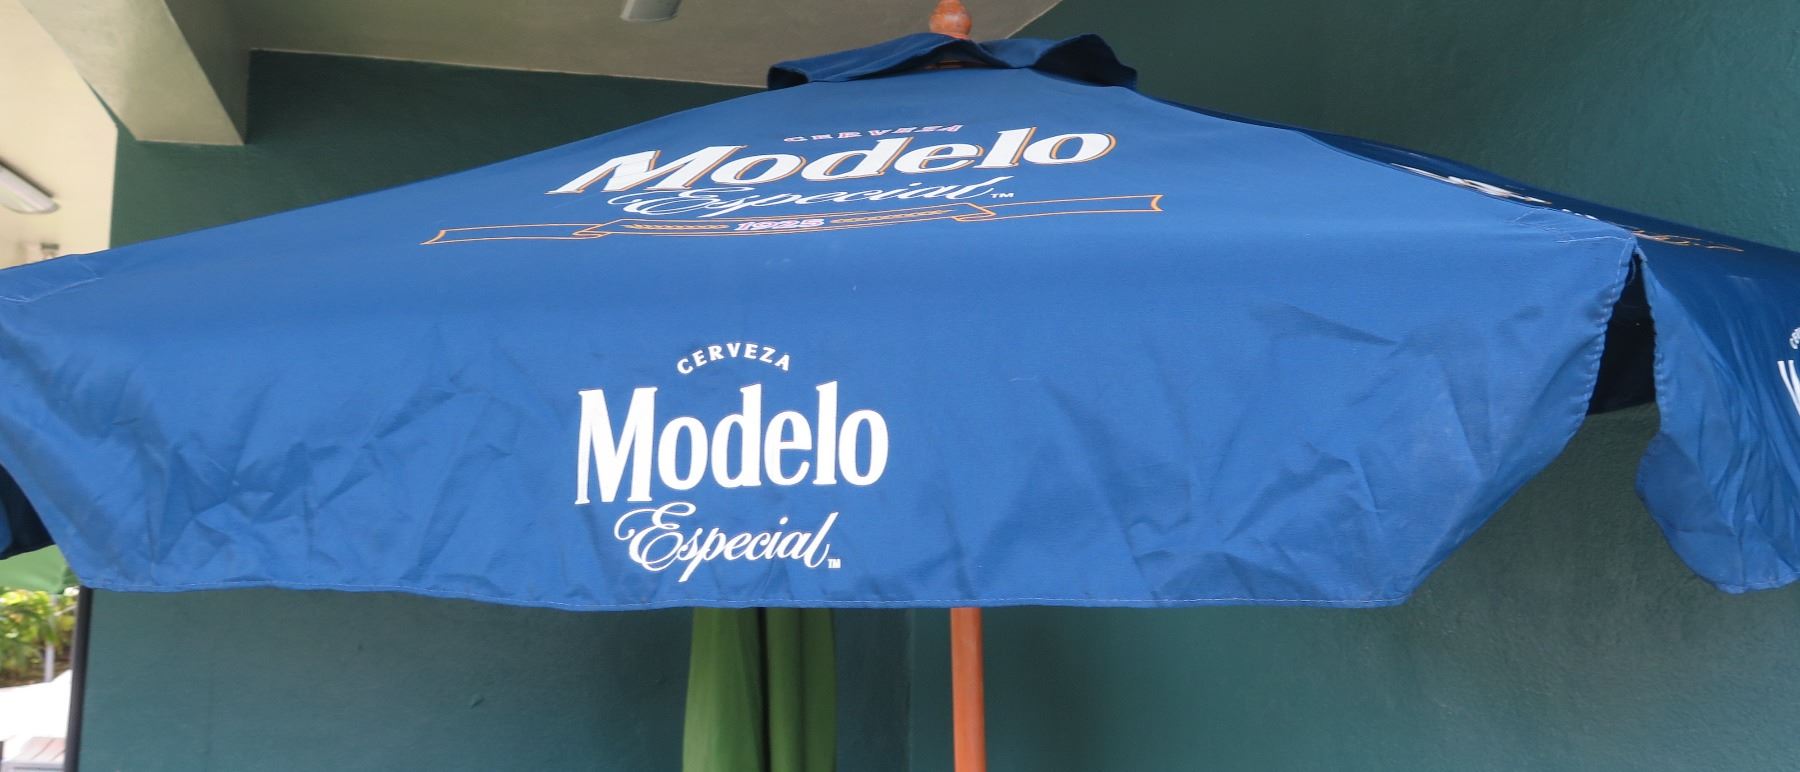 CERVEZA
Modelo
Especial™
1925
CERVEZA
Modelo
Especial™